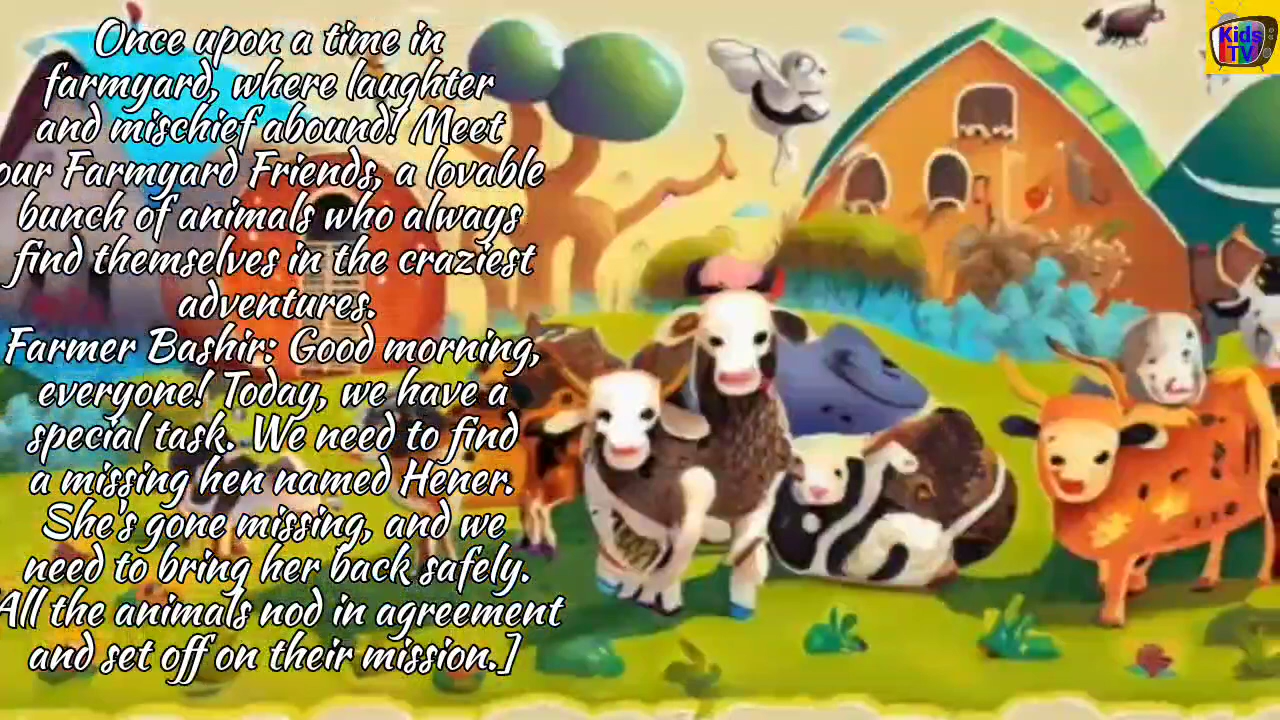 Once upon a time in
farmyard, where laughter
and mischief abound! Meet
our Farmyard Friends, a lovable
bunch of animals who always
find themselves in the craziest
adventures.
Farmer Bashir: Good morning,
everyone! Today, we have a
special task. We need to find
a missing hen named Hener.
She's gone missing, and we
need to bring her back safely.
All the animals nod in agreement
and set off on their mission.]
Kids
TV